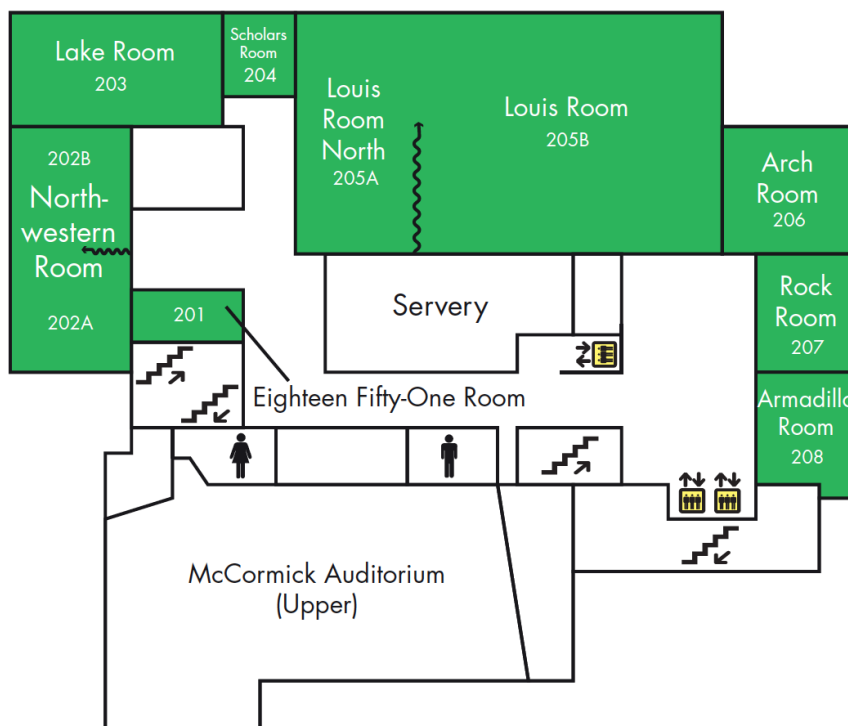 Lake Room
203
Scholars
Room
204
Louis
Room
North
205A
Louis Room
205B
Arch
Room
206
202B
North-
western
Room
202A
201
Servery
Rock
Room
207
Eighteen Fifty-One Room
Armadillo
Room
208
McCormick Auditorium
(Upper)